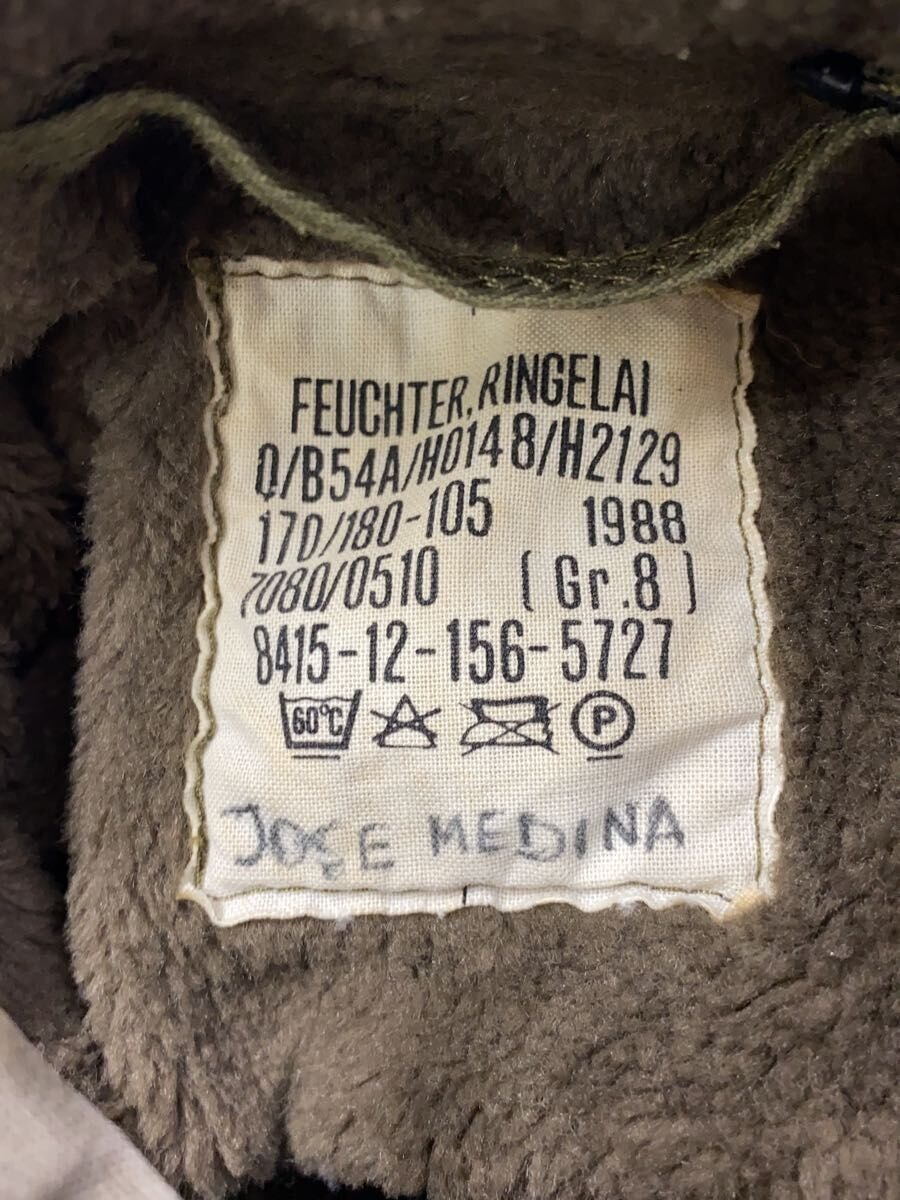 FEUCHTER, RINGELAI
Q/B54A/H0148/H2129
17D/180-105 1988
7080/0510 (Gr.8)
8415-12-156-5727
60°C P
JOSE MEDINA